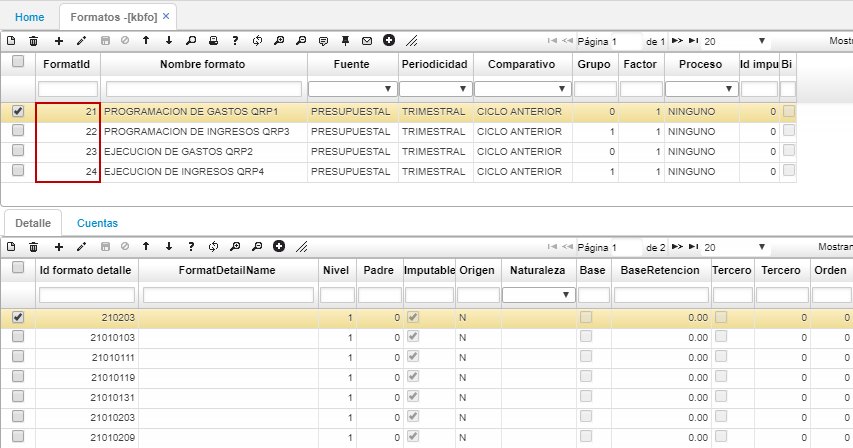 Home Formatos -[kbfo] ×
Página 1 de 1 20 Mostr
FormatId Nombre formato Fuente Periodicidad Comparativo Grupo Factor Proceso Id impu Bi
21 PROGRAMACION DE GASTOS QRP1 PRESUPUESTAL TRIMESTRAL CICLO ANTERIOR 0 1 NINGUNO 0
22 PROGRAMACION DE INGRESOS QRP3 PRESUPUESTAL TRIMESTRAL CICLO ANTERIOR 1 1 NINGUNO 0
23 EJECUCION DE GASTOS QRP2 PRESUPUESTAL TRIMESTRAL CICLO ANTERIOR 0 1 NINGUNO 0
24 EJECUCION DE INGRESOS QRP4 PRESUPUESTAL TRIMESTRAL CICLO ANTERIOR 1 1 NINGUNO 0
Detalle Cuentas
Página 1 de 2 20 Mostran
Id formato detalle FormatDetailName Nivel Padre Imputable Origen Naturaleza Base BaseRetencion Tercero Tercero Orden
210203 1 0 N 0.00 0 0
21010103 1 0 N 0.00 0 0
21010111 1 0 N 0.00 0 0
21010119 1 0 N 0.00 0 0
21010131 1 0 N 0.00 0 0
21010203 1 0 N 0.00 0 0
21010209 1 0 N 0.00 0 0